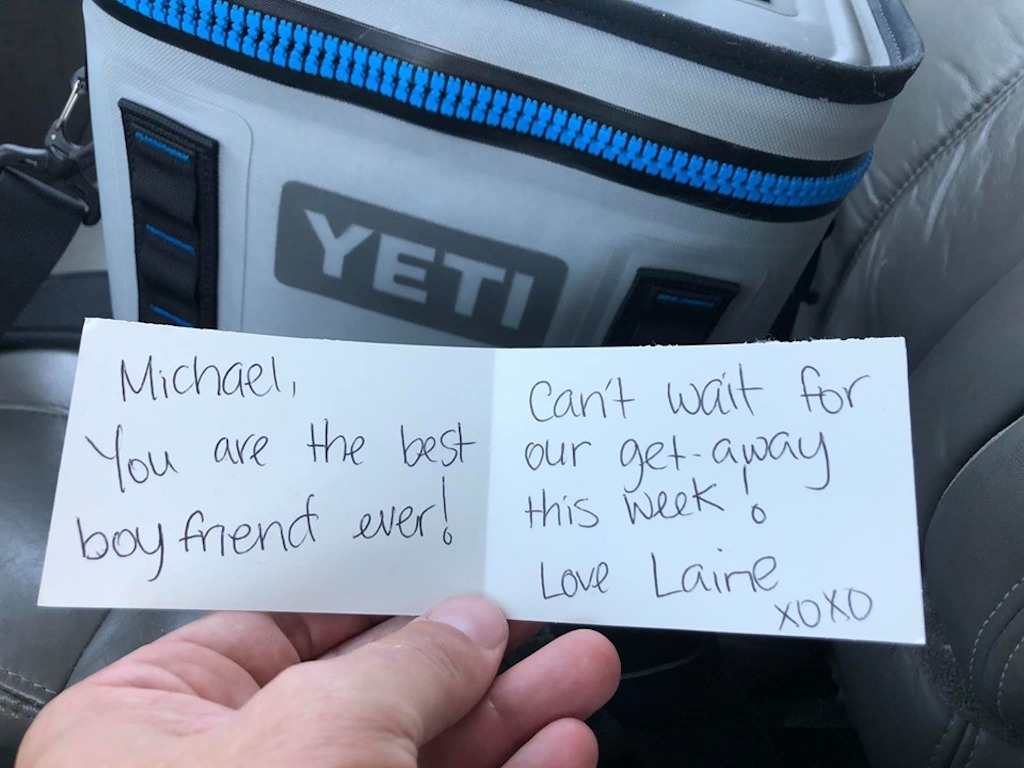 YETI
Michael,
You are the best
boyfriend ever!
Can't wait for
our get-away
this week!
Love Laine
xoxo